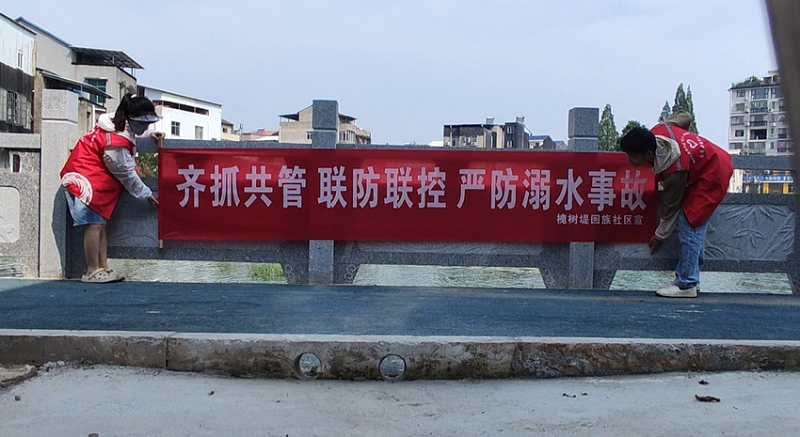 齐抓共管 联防联控 严防溺水事故
槐树堤回族社区宣